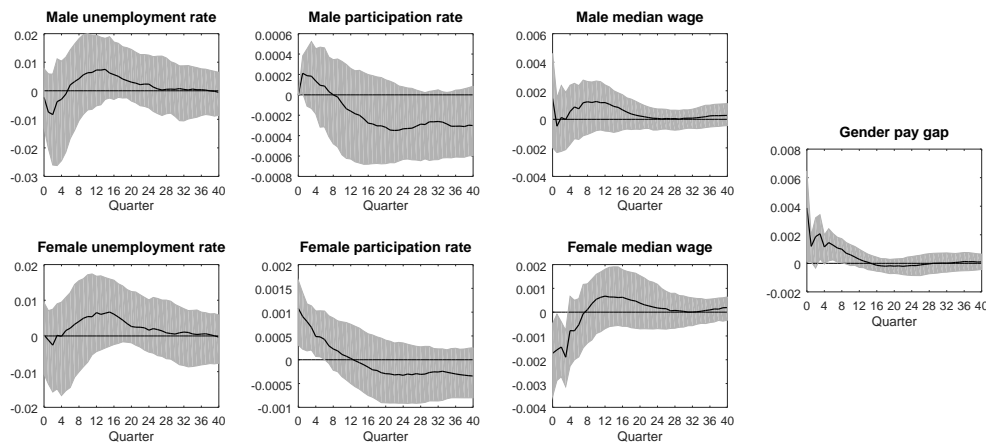 Male unemployment rate
0.02
0.01
0
-0.01
-0.02
-0.03
0 4 8 12 16 20 24 28 32 36 40
Quarter
Male participation rate
0.0006
0.0004
0.0002
0
-0.0002
-0.0004
-0.0006
-0.0008
0 4 8 12 16 20 24 28 32 36 40
Quarter
Male median wage
0.006
0.004
0.002
0
-0.002
-0.004
0 4 8 12 16 20 24 28 32 36 40
Quarter
Gender pay gap
0.008
0.006
0.004
0.002
0
-0.002
0 4 8 12 16 20 24 28 32 36 40
Quarter
Female unemployment rate
0.02
0.01
0
-0.01
-0.02
0 4 8 12 16 20 24 28 32 36 40
Quarter
Female participation rate
0.002
0.0015
0.001
0.0005
0
-0.0005
-0.001
0 4 8 12 16 20 24 28 32 36 40
Quarter
Female median wage
0.002
0.001
0
-0.001
-0.002
-0.003
-0.004
0 4 8 12 16 20 24 28 32 36 40
Quarter